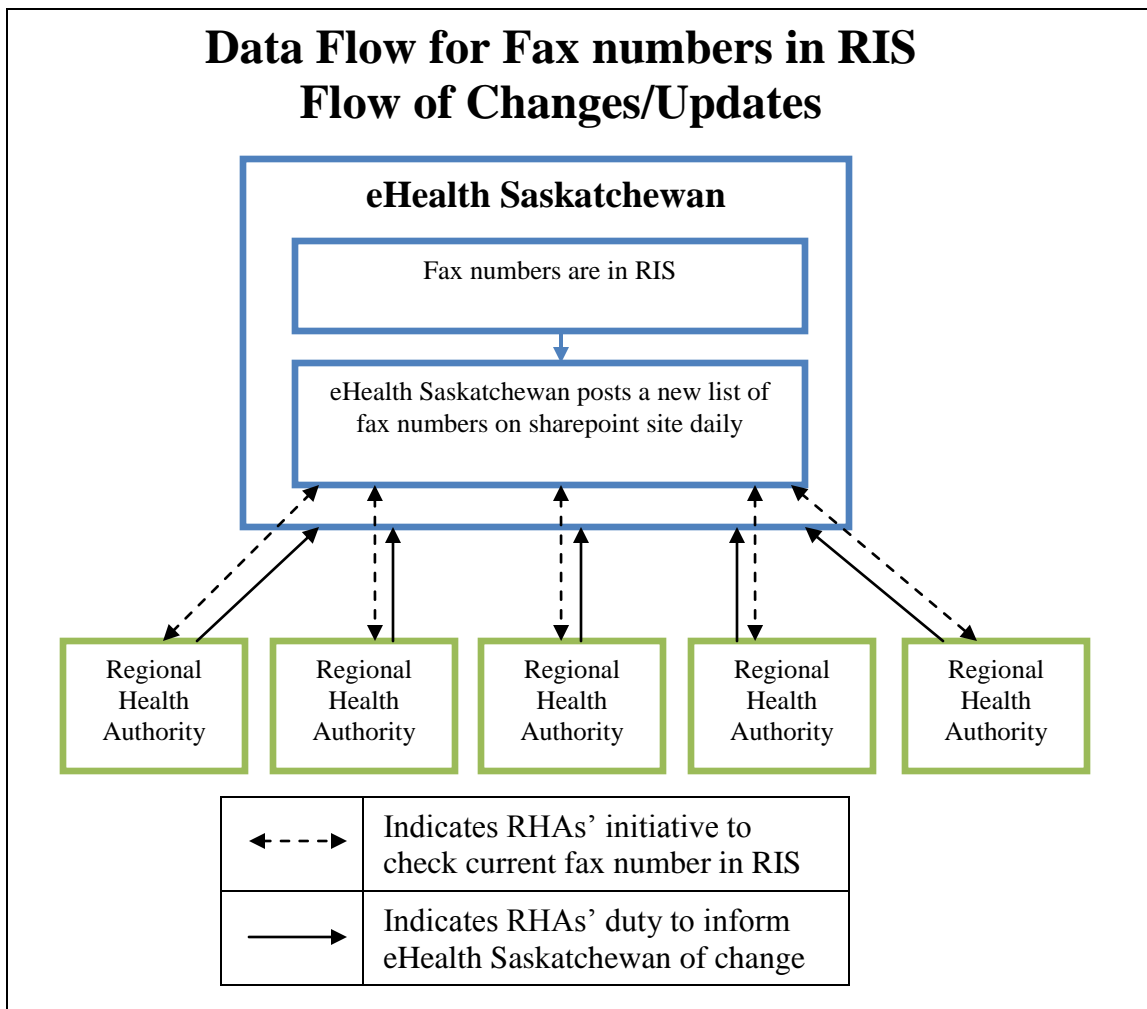 Data Flow for Fax numbers in RIS
Flow of Changes/Updates
eHealth Saskatchewan
Fax numbers are in RIS
eHealth Saskatchewan posts a new list of
fax numbers on sharepoint site daily
Regional
Health
Authority
Regional
Health
Authority
Regional
Health
Authority
Regional
Health
Authority
Regional
Health
Authority
Indicates RHAs’ initiative to
check current fax number in RIS
Indicates RHAs’ duty to inform
eHealth Saskatchewan of change